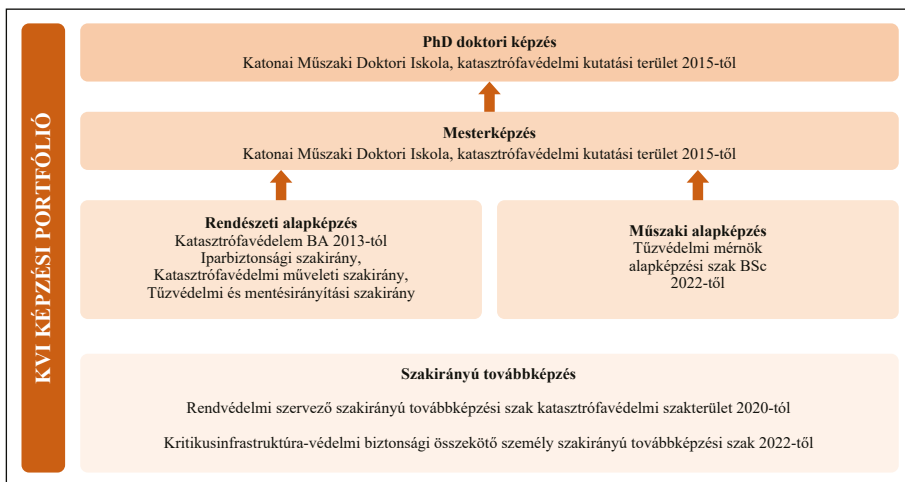 KVI KÉPZÉSI PORTFÓLIÓ
PhD doktori képzés
Katonai Műszaki Doktori Iskola, katasztrófavédelmi kutatási terület 2015-től
Mesterképzés
Katonai Műszaki Doktori Iskola, katasztrófavédelmi kutatási terület 2015-től
Rendészeti alapképzés
Katasztrófavédelem BA 2013-tól
Iparbiztonsági szakirány,
Katasztrófavédelmi műveleti szakirány,
Tűzvédelmi és mentésirányítási szakirány
Műszaki alapképzés
Tűzvédelmi mérnök
alapképzési szak BSc
2022-től
Szakirányú továbbképzés
Rendvédelmi szervező szakirányú továbbképzési szak katasztrófavédelmi szakterület 2020-tól
Kritikusinfrastruktúra-védelmi biztonsági összekötő személy szakirányú továbbképzési szak 2022-től